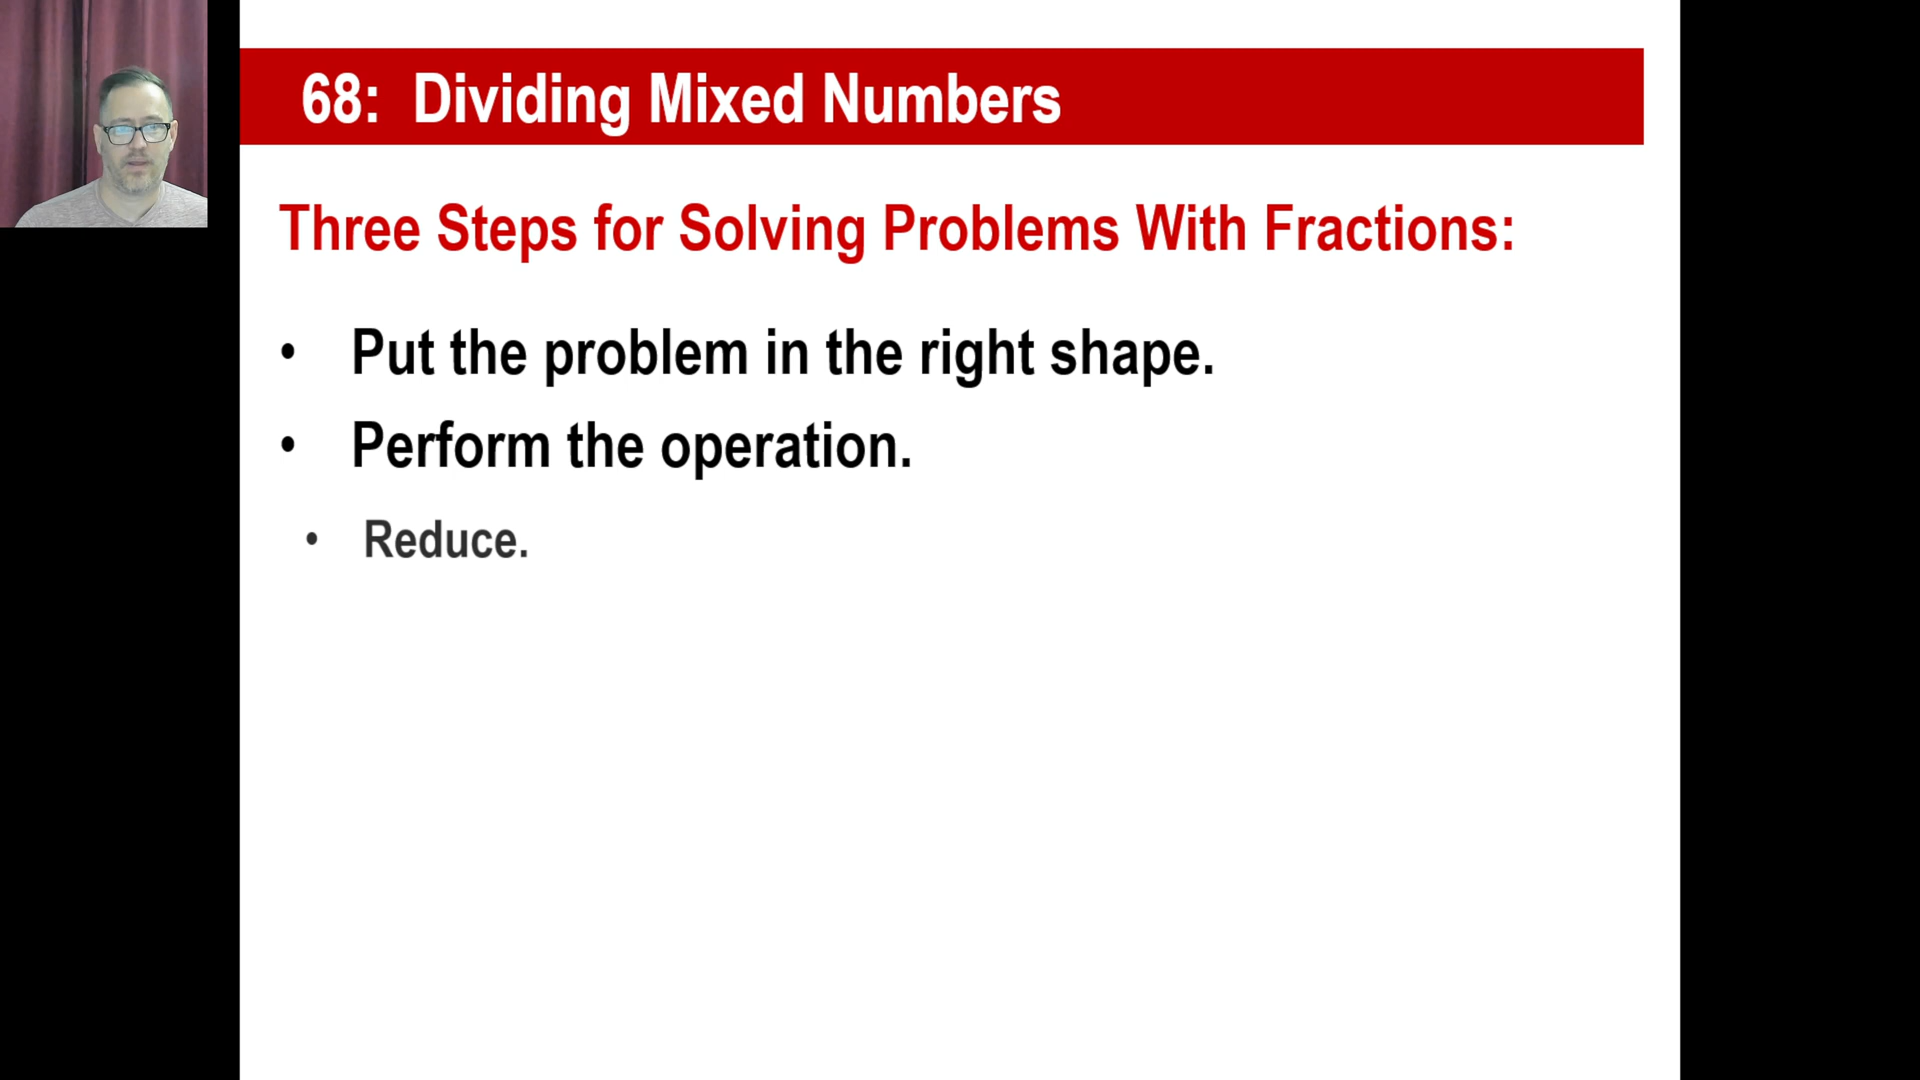 68: Dividing Mixed Numbers
Three Steps for Solving Problems With Fractions:
• Put the problem in the right shape.
• Perform the operation.
• Reduce.